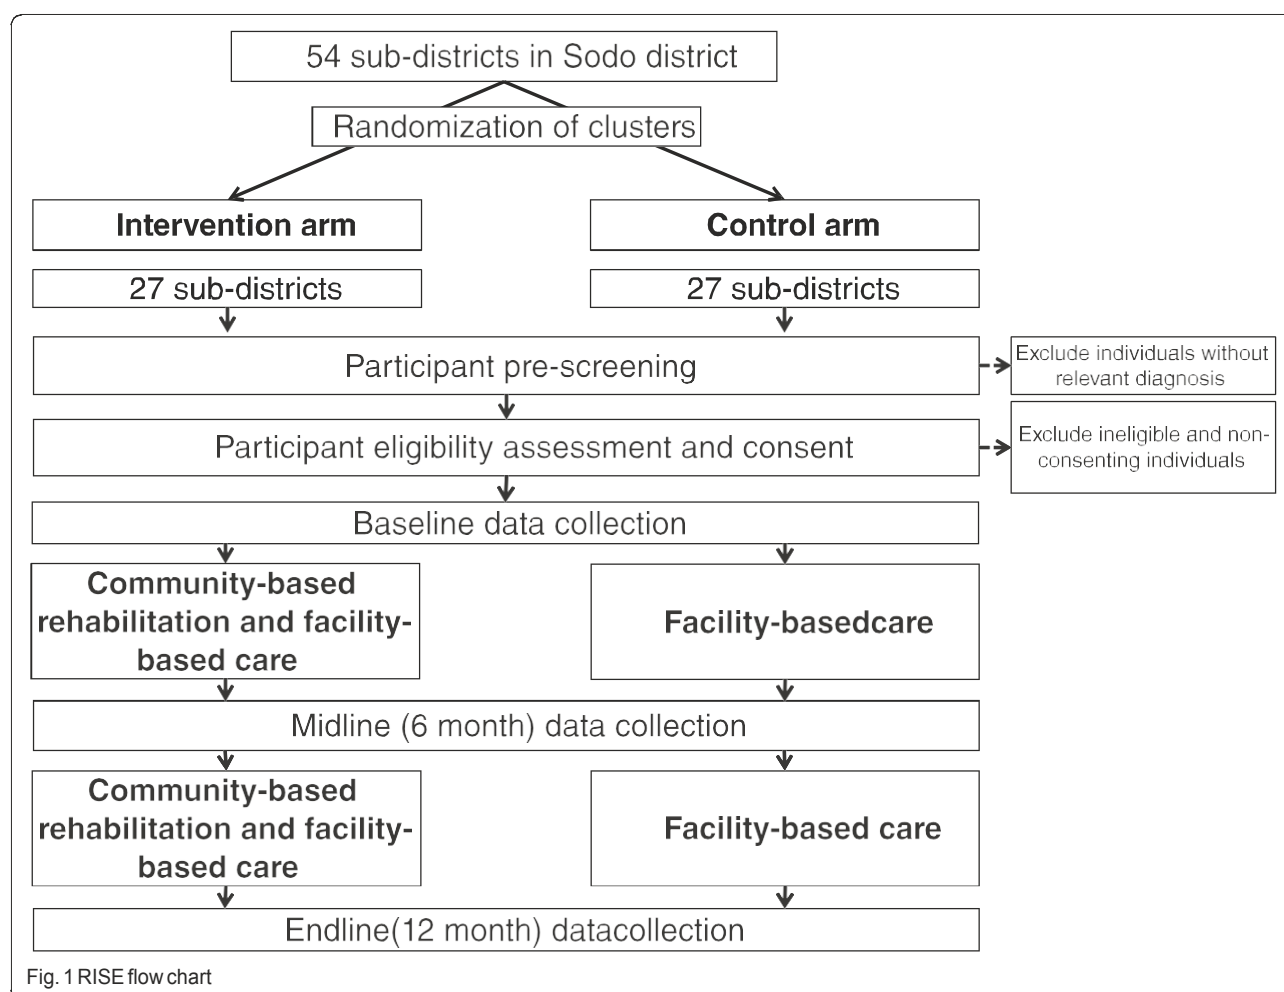 54 sub-districts in Sodo district
Randomization of clusters
Intervention arm
Control arm
27 sub-districts
27 sub-districts
Participant pre-screening
Exclude individuals without
relevant diagnosis
Participant eligibility assessment and consent
Exclude ineligible and non-
consenting individuals
Baseline data collection
Community-based
rehabilitation and facility-
based care
Facility-basedcare
Midline (6 month) data collection
Community-based
rehabilitation and facility-
based care
Facility-based care
Endline(12 month) datacollection
Fig. 1 RISE flow chart